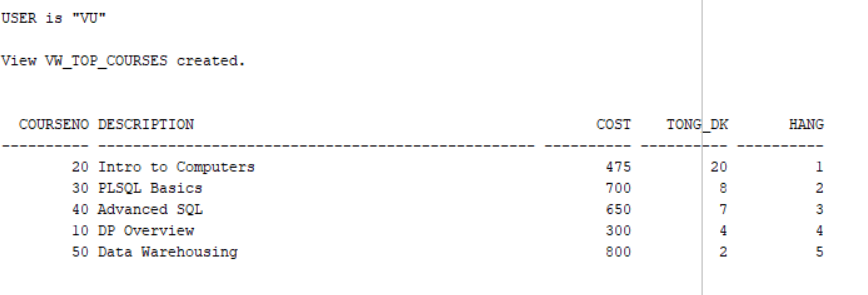 USER is "VU"
View VW_TOP_COURSES created.
COURSENO DESCRIPTION COST TONG_DK HANG
---------- -------------------------------------------------- ---------- ---------- ----------
20 Intro to Computers 475 20 1
30 PLSQL Basics 700 8 2
40 Advanced SQL 650 7 3
10 DP Overview 300 4 4
50 Data Warehousing 800 2 5